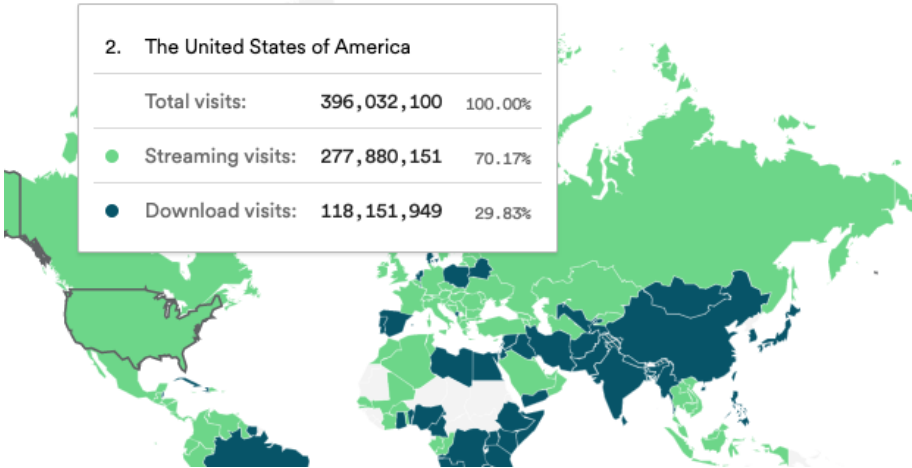 2. The United States of America
Total visits: 396,032,100 100.00%
Streaming visits: 277,880,151 70.17%
Download visits: 118,151,949 29.83%